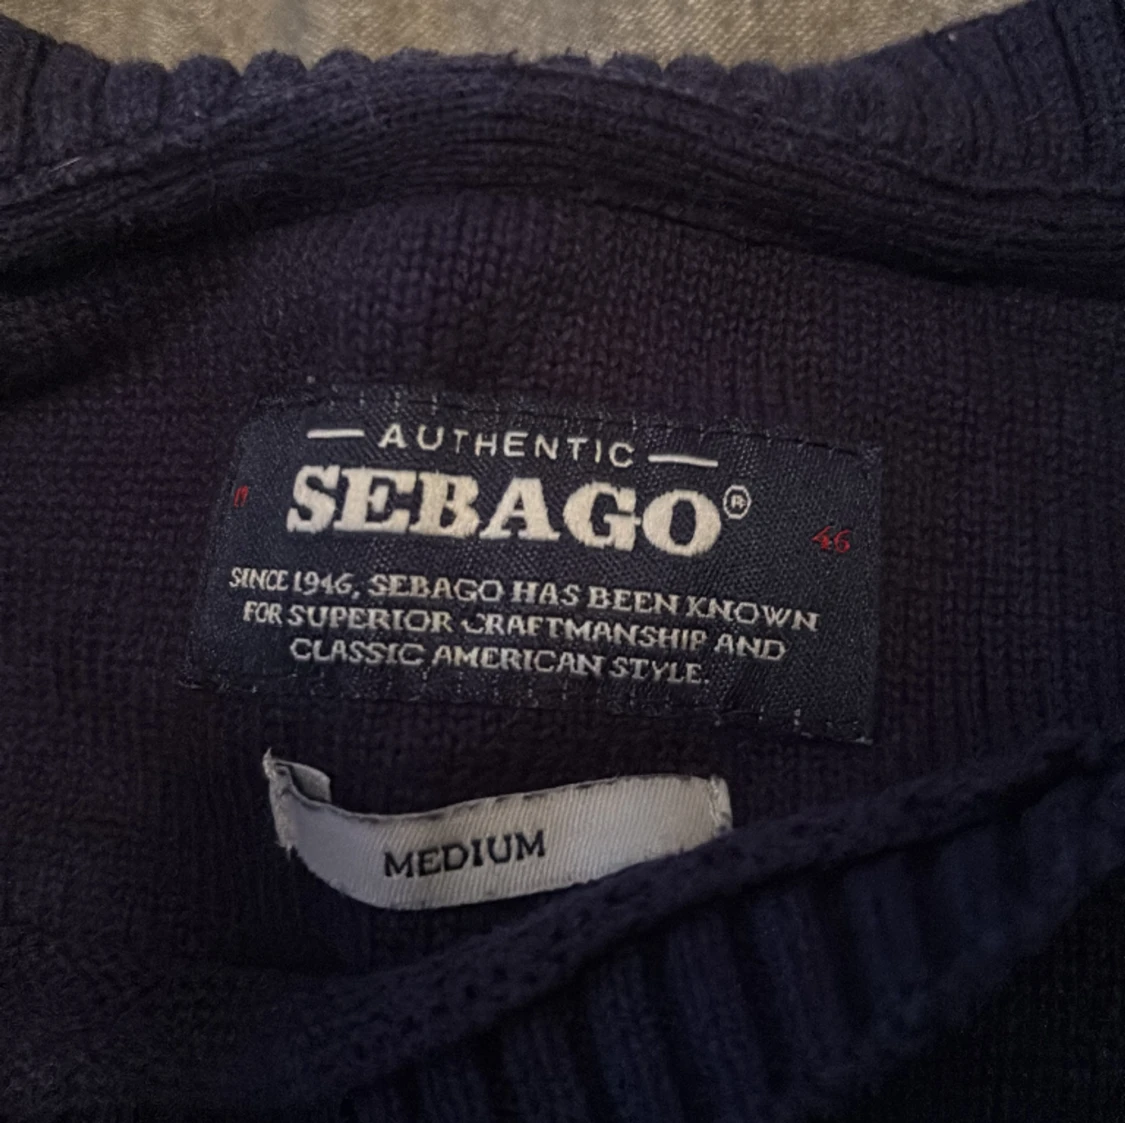 AUTHENTIC
SEBAGO®
46
SINCE 1946, SEBAGO HAS BEEN KNOWN
FOR SUPERIOR CRAFTMANSHIP AND
CLASSIC AMERICAN STYLE.
MEDIUM